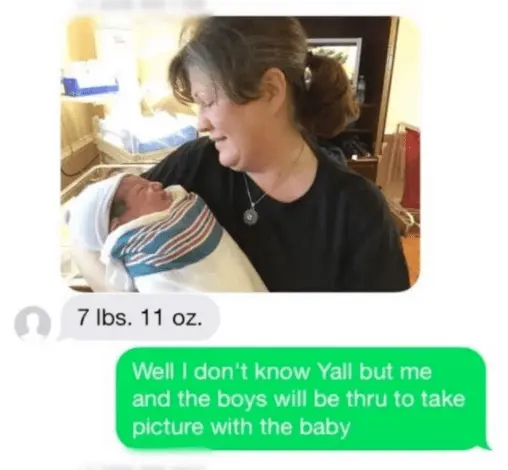 7 lbs. 11 oz.
Well I don't know Yall but me
and the boys will be thru to take
picture with the baby